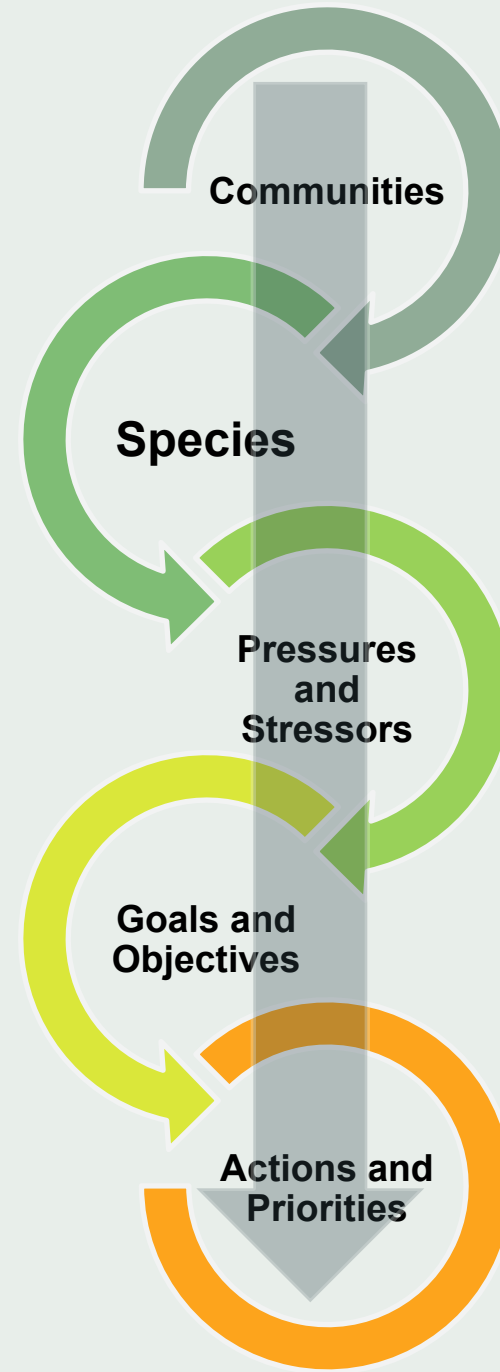 Communities
Species
Pressures
and
Stressors
Goals and
Objectives
Actions and
Priorities